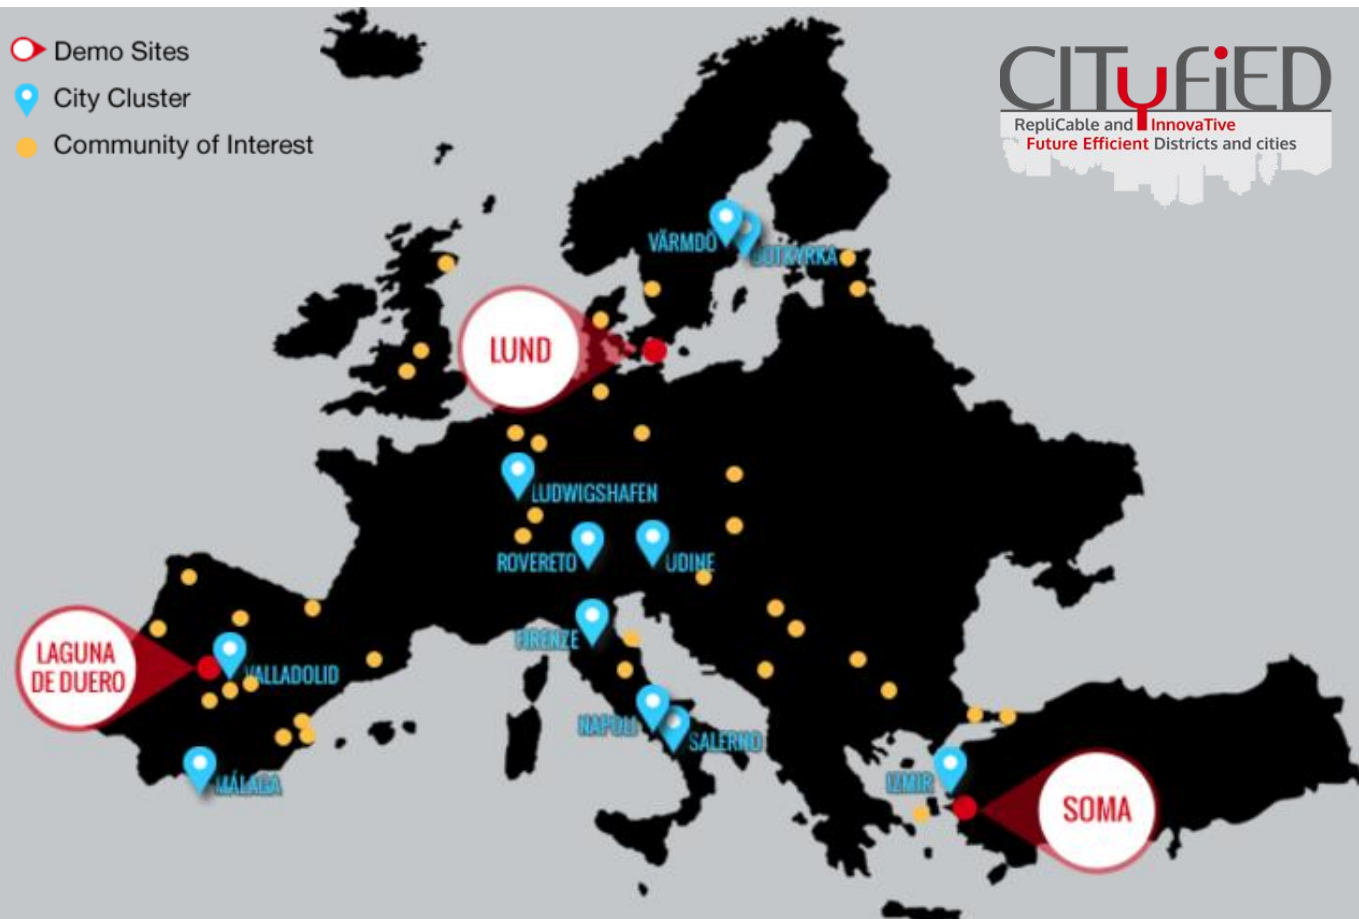 Demo Sites
City Cluster
Community of Interest
CITyFiED
RepliCable and InnovaTive
Future Efficient Districts and cities
VÄRMDÖ
BOTKYRKA
LUND
LUDWIGSHAFEN
ROVERETO
UDINE
FIRENZE
LAGUNA
DE DUERO
VALLADOLID
NAPOLI
SALERNO
MÁLAGA
IZMIR
SOMA